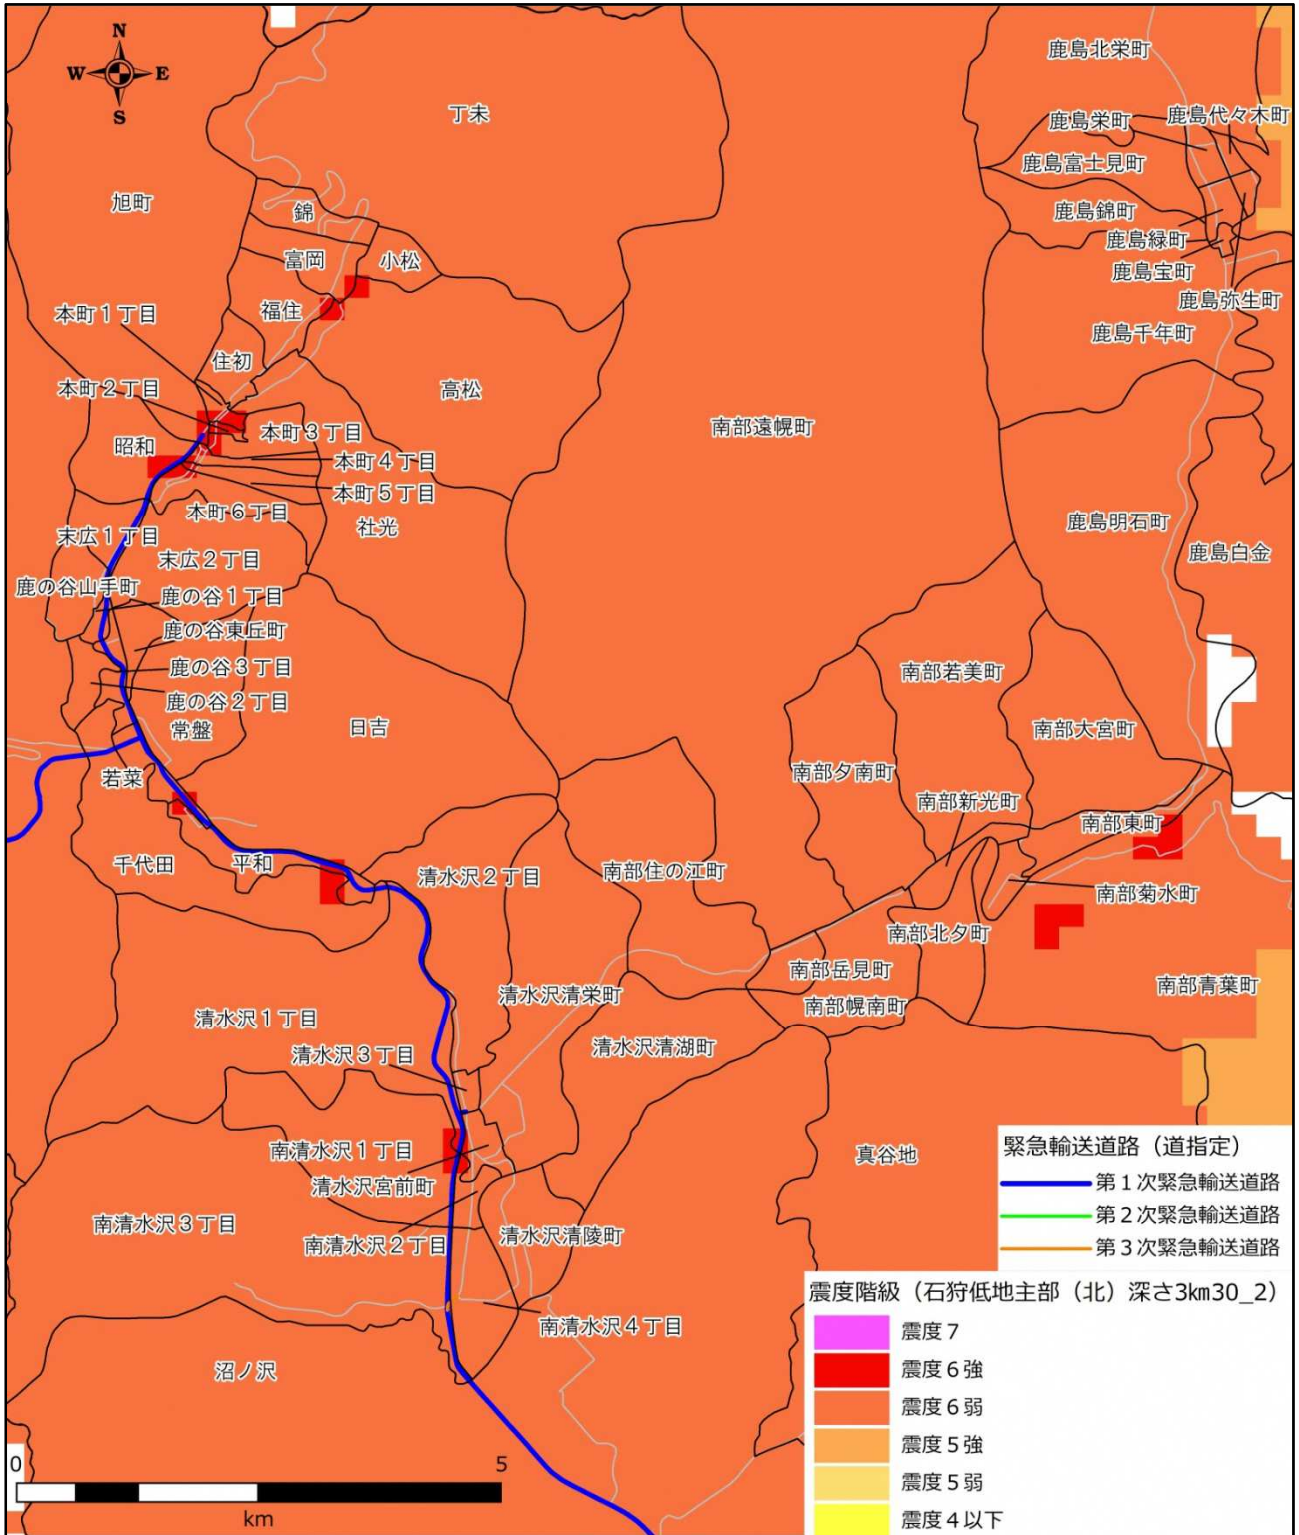 N
W
E
S
鹿島北栄町
丁未
鹿島栄町
鹿島代々木町
鹿島富士見町
旭町
錦
鹿島錦町
富岡
小松
鹿島緑町
鹿島宝町
福住
鹿島弥生町
本町1丁目
鹿島千年町
住初
本町2丁目
高松
南部遠幌町
昭和
本町3丁目
本町4丁目
本町5丁目
本町6丁目
社光
鹿島明石町
末広1丁目
末広2丁目
鹿島白金
鹿の谷山手町
鹿の谷1丁目
鹿の谷東丘町
鹿の谷3丁目
南部若美町
鹿の谷2丁目
常盤
日吉
南部大宮町
若菜
南部夕南町
南部新光町
南部東町
千代田
平和
清水沢2丁目
南部住の江町
南部菊水町
南部北夕町
南部岳見町
清水沢清栄町
南部幌南町
南部青葉町
清水沢1丁目
清水沢3丁目
清水沢清湖町
南清水沢1丁目
真谷地
清水沢宮前町
南清水沢3丁目
南清水沢2丁目
清水沢清陵町
南清水沢4丁目
沼ノ沢
緊急輸送道路（道指定）
第1次緊急輸送道路
第2次緊急輸送道路
第3次緊急輸送道路
震度階級（石狩低地主部（北）深さ3km30_2）
震度7
震度6強
震度6弱
震度5強
震度5弱
震度4以下
0
5
km